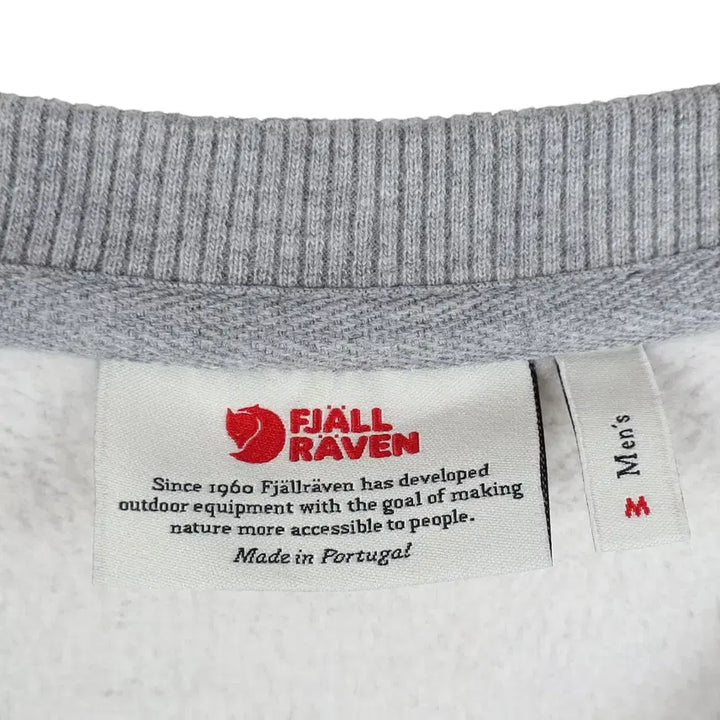 FJÄLL
RÄVEN
Since 1960 Fjällräven has developed
outdoor equipment with the goal of making
nature more accessible to people.
Made in Portugal
Men's
M